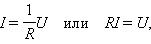 I = 1/R U или RI = U,